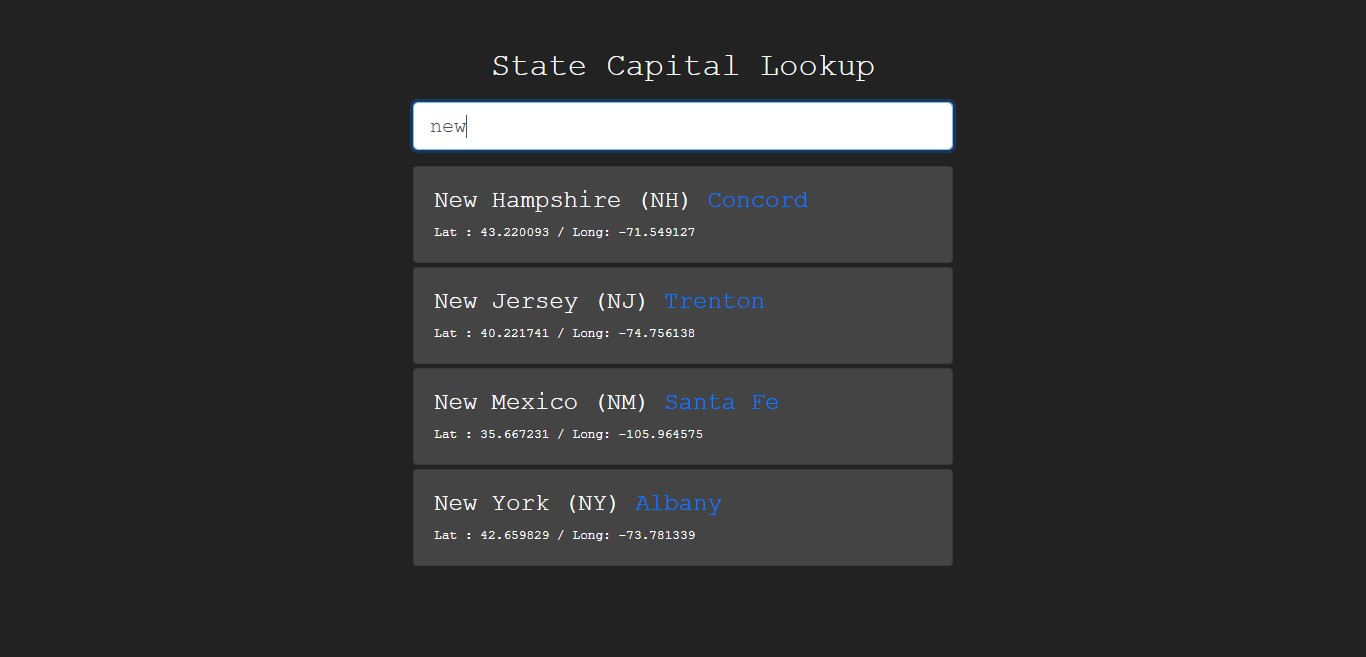 State Capital Lookup
new
New Hampshire (NH) Concord
Lat : 43.220093 / Long: -71.549127
New Jersey (NJ) Trenton
Lat : 40.221741 / Long: -74.756138
New Mexico (NM) Santa Fe
Lat : 35.667231 / Long: -105.964575
New York (NY) Albany
Lat : 42.659829 / Long: -73.781339